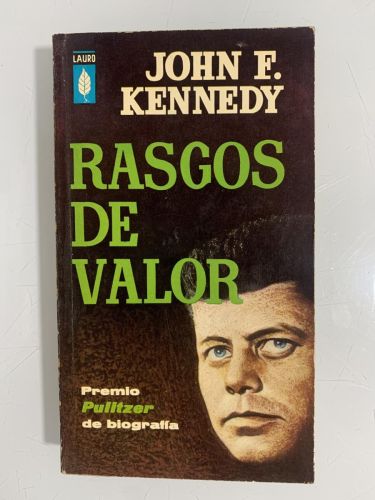 LAURO
JOHN F.
KENNEDY
RASGOS
DE
VALOR
Premio
Pulitzer
de biografía